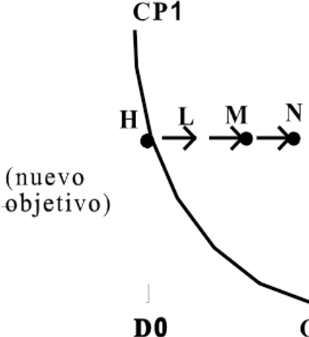 CP1
H L M N
(nuevo
objetivo)
D0